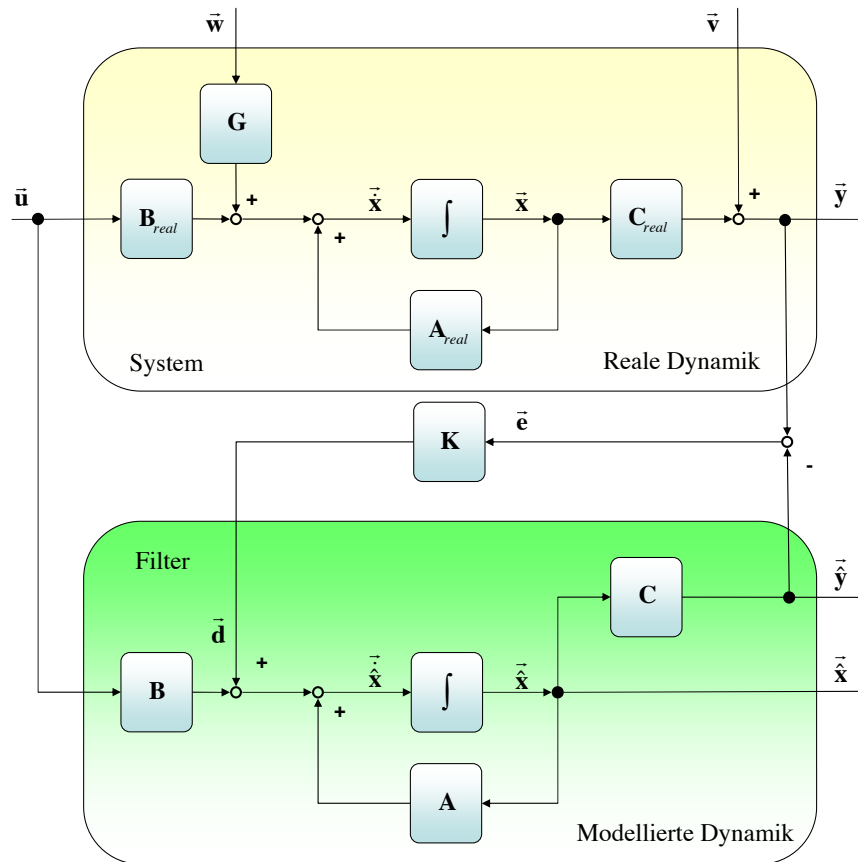 w⃗
v⃗
G
u⃗
+
ẋ⃗
x⃗
+
y⃗
B_real
∫
C_real
+
A_real
System
Reale Dynamik
K
e⃗
-
Filter
C
ŷ⃗
d⃗
+
x̂̇⃗
x̂⃗
x̂⃗
B
∫
+
A
Modellierte Dynamik